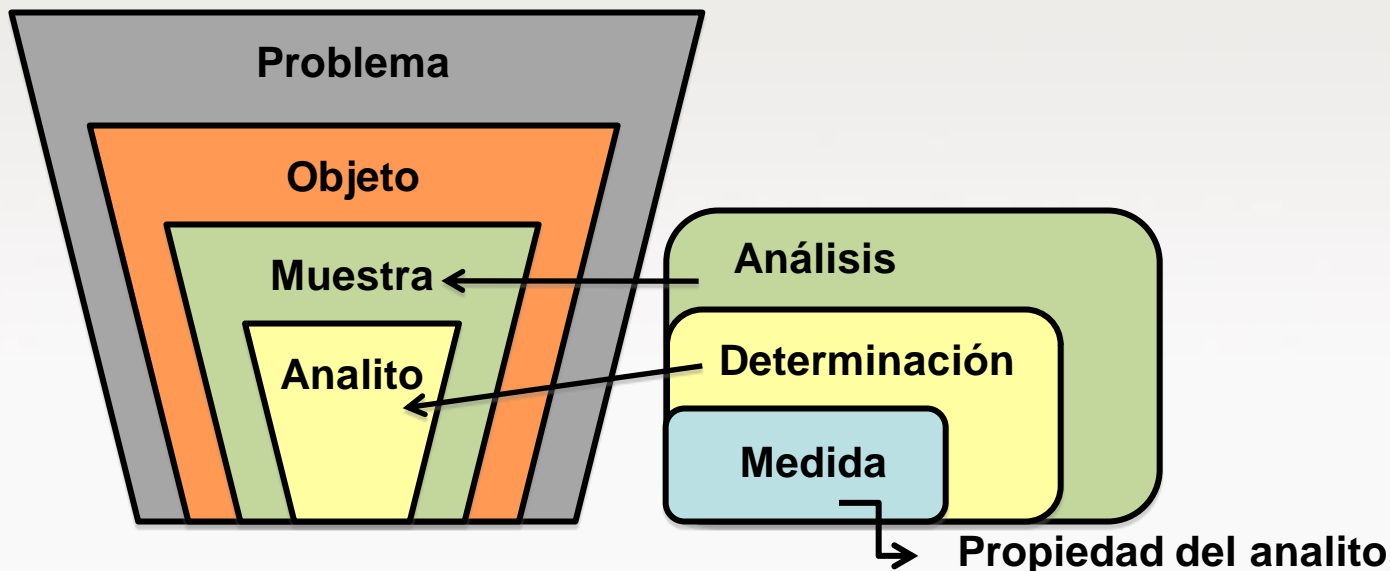 Problema
Objeto
Muestra
Analito
Análisis
Determinación
Medida
Propiedad del analito